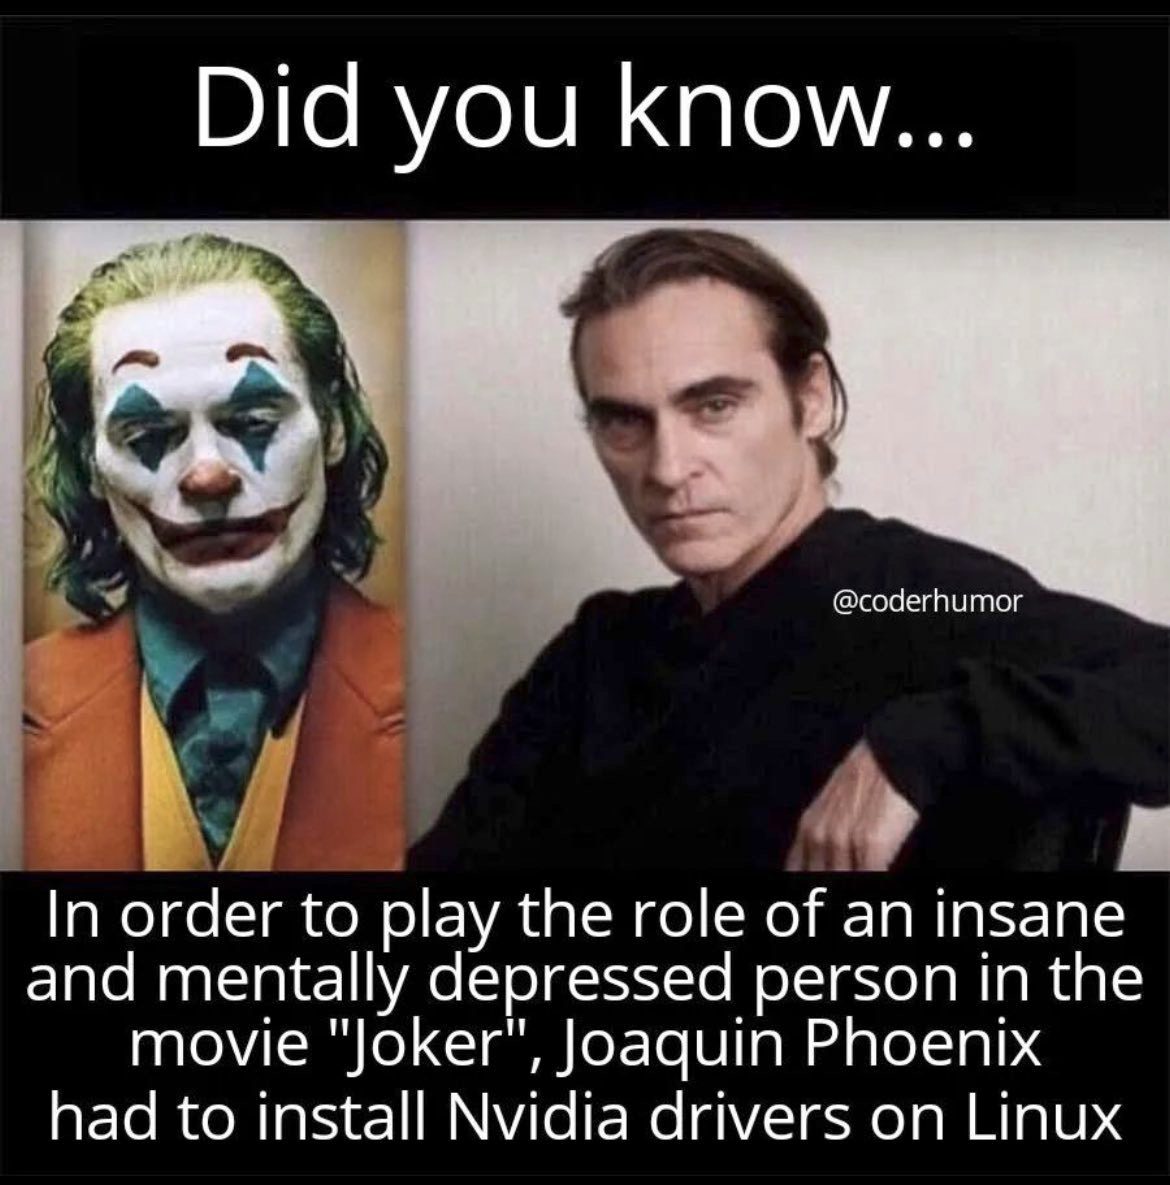 Did you know...
@coderhumor
In order to play the role of an insane
and mentally depressed person in the
movie "Joker", Joaquin Phoenix
had to install Nvidia drivers on Linux